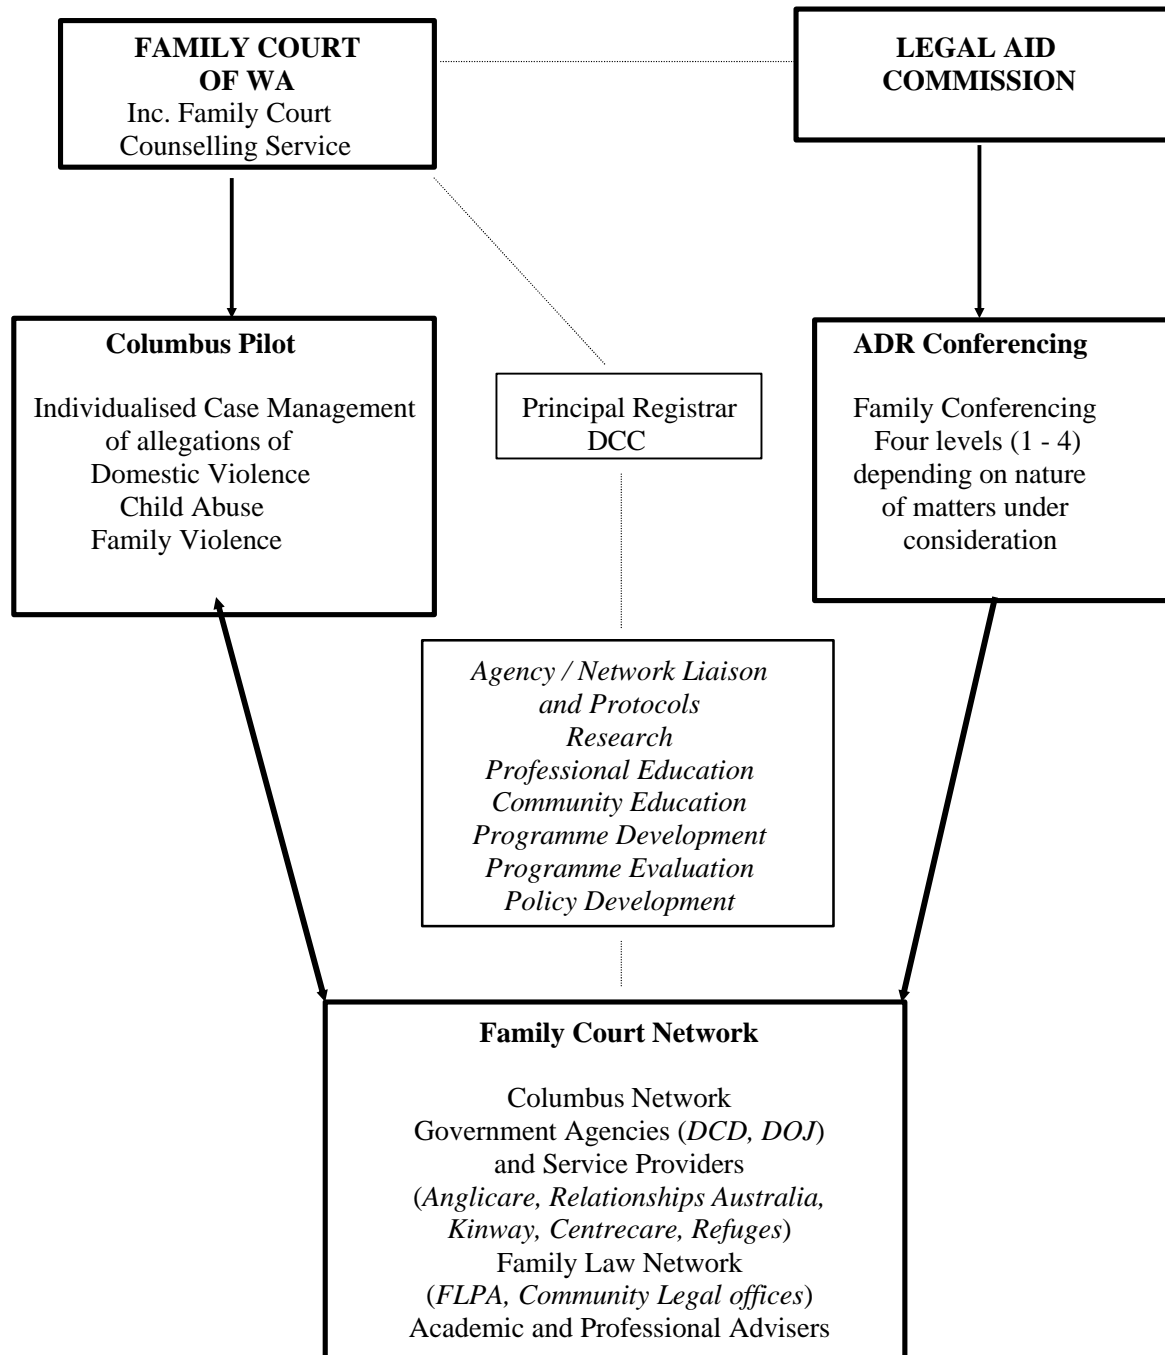 FAMILY COURT
OF WA
Inc. Family Court
Counselling Service
LEGAL AID
COMMISSION
Columbus Pilot
Individualised Case Management
of allegations of
Domestic Violence
Child Abuse
Family Violence
Principal Registrar
DCC
ADR Conferencing
Family Conferencing
Four levels (1 - 4)
depending on nature
of matters under
consideration
Agency / Network Liaison
and Protocols
Research
Professional Education
Community Education
Programme Development
Programme Evaluation
Policy Development
Family Court Network
Columbus Network
Government Agencies (DCD, DOJ)
and Service Providers
(Anglicare, Relationships Australia,
Kinway, Centrecare, Refuges)
Family Law Network
(FLPA, Community Legal offices)
Academic and Professional Advisers